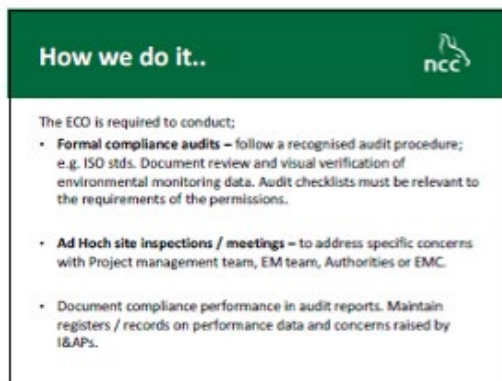 How we do it..
ncc
The ECO is required to conduct;
• Formal compliance audits – follow a recognised audit procedure;
e.g. ISO stds. Document review and visual verification of
environmental monitoring data. Audit checklists must be relevant to
the requirements of the permissions.
• Ad Hoch site inspections / meetings – to address specific concerns
with Project management team, EM team, Authorities or EMC.
• Document compliance performance in audit reports. Maintain
registers / records on performance data and concerns raised by
I&APs.